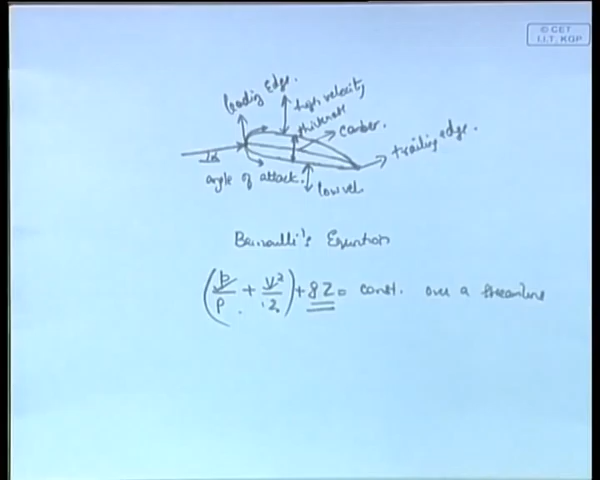 © CET
I.I.T, KGP
leading Edge.
high velocity
thickness
camber.
trailing edge.
α
angle of attack.
low vel.
Bernoulli's Equation
(p/ρ + v²/2) + gz = const. over a streamline